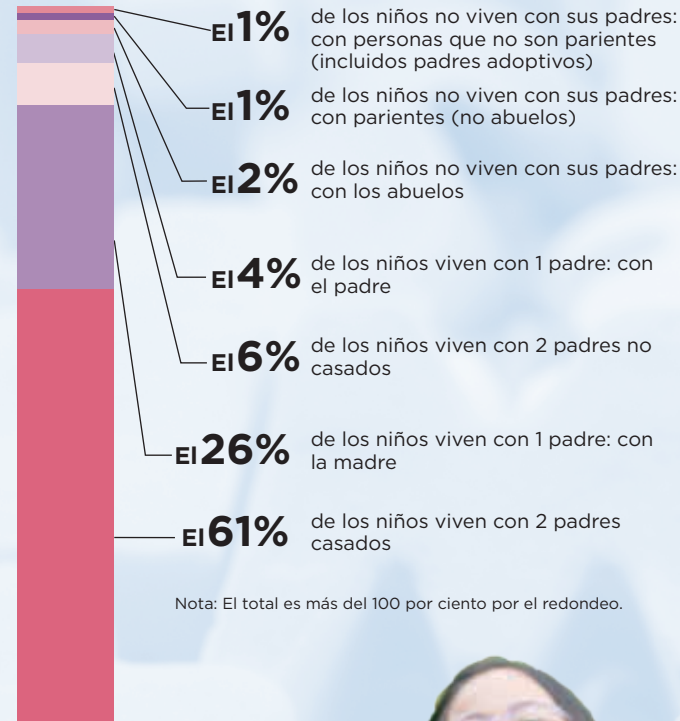 El 1% de los niños no viven con sus padres:
con personas que no son parientes
(incluidos padres adoptivos)
El 1% de los niños no viven con sus padres:
con parientes (no abuelos)
El 2% de los niños no viven con sus padres:
con los abuelos
El 4% de los niños viven con 1 padre: con
el padre
El 6% de los niños viven con 2 padres no
casados
El 26% de los niños viven con 1 padre: con
la madre
El 61% de los niños viven con 2 padres
casados
Nota: El total es más del 100 por ciento por el redondeo.